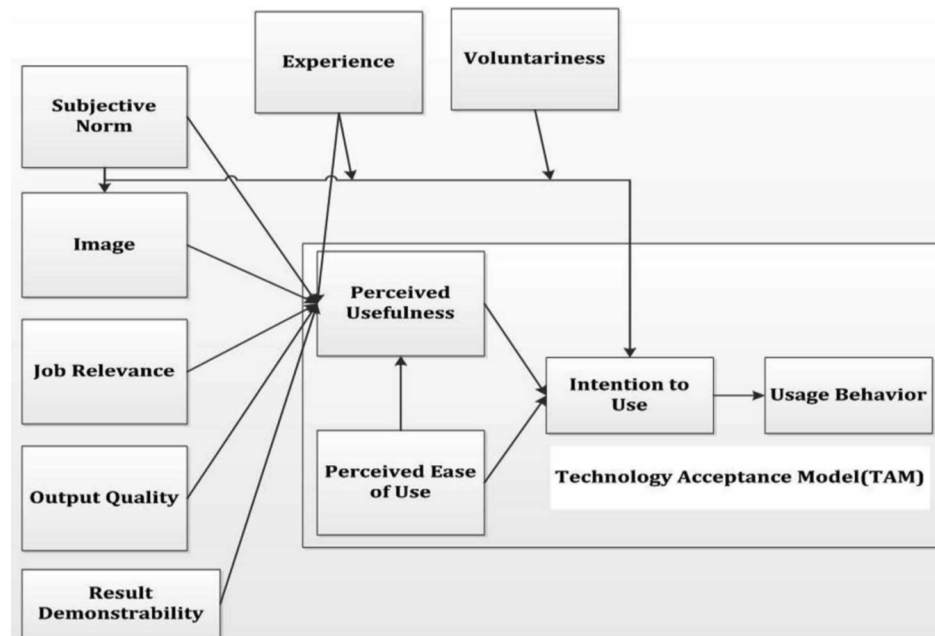 Experience
Voluntariness
Subjective
Norm
Image
Perceived
Usefulness
Job Relevance
Intention to
Use
Usage Behavior
Perceived Ease
of Use
Technology Acceptance Model(TAM)
Output Quality
Result
Demonstrability